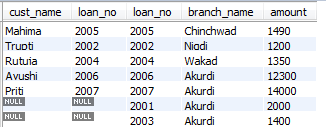 cust_name loan_no loan_no branch_name amount
Mahima 2005 2005 Chinchwad 1490
Trupti 2002 2002 Nigdi 1200
Ruturia 2004 2004 Wakad 1350
Avushi 2006 2006 Akurdi 12300
Priti 2007 2007 Akurdi 14000
NULL NULL 2001 Akurdi 2000
NULL NULL 2003 Akurdi 1400